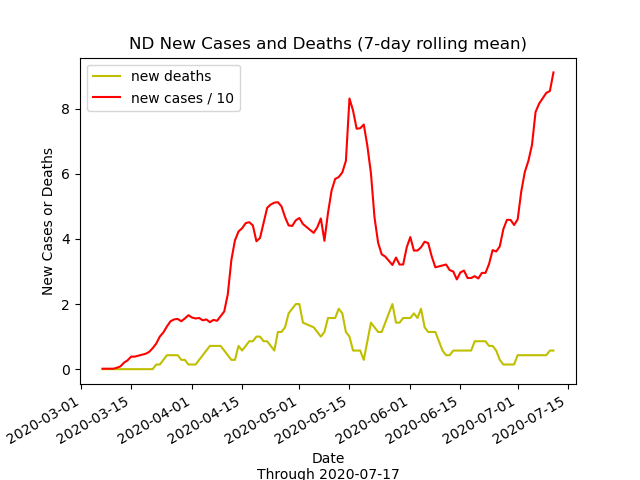 ND New Cases and Deaths (7-day rolling mean)
new deaths
new cases / 10
New Cases or Deaths
8
6
4
2
0
2020-03-01
2020-03-15
2020-04-01
2020-04-15
2020-05-01
2020-05-15
2020-06-01
2020-06-15
2020-07-01
2020-07-15
Date
Through 2020-07-17